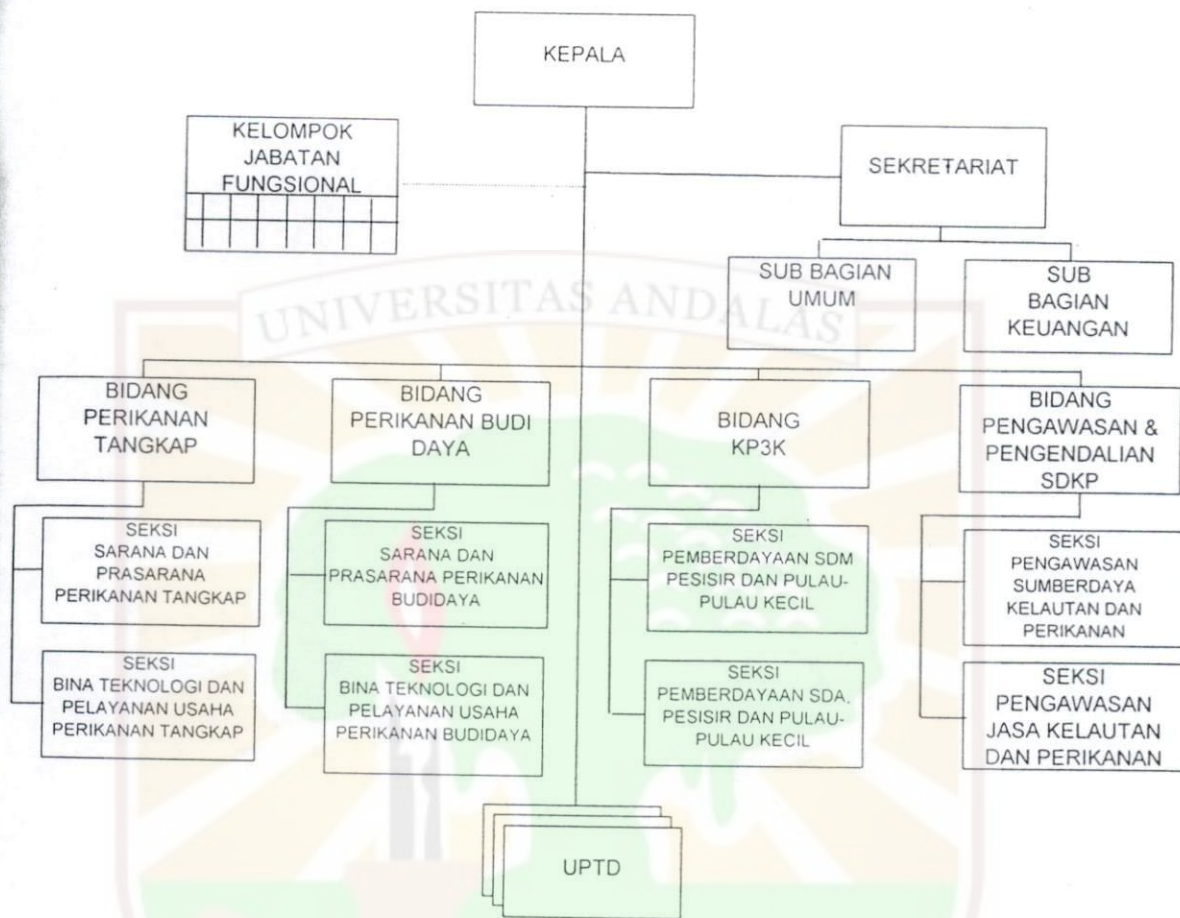 KEPALA
KELOMPOK
JABATAN
FUNGSIONAL
SEKRETARIAT
SUB BAGIAN
UMUM
SUB
BAGIAN
KEUANGAN
UNIVERSITAS ANDALAS
BIDANG
PERIKANAN
TANGKAP
BIDANG
PERIKANAN BUDI
DAYA
BIDANG
KP3K
BIDANG
PENGAWASAN &
PENGENDALIAN
SDKP
SEKSI
SARANA DAN
PRASARANA
PERIKANAN TANGKAP
SEKSI
SARANA DAN
PRASARANA PERIKANAN
BUDIDAYA
SEKSI
PEMBERDAYAAN SDM
PESISIR DAN PULAU-
PULAU KECIL
SEKSI
PENGAWASAN
SUMBERDAYA
KELAUTAN DAN
PERIKANAN
SEKSI
BINA TEKNOLOGI DAN
PELAYANAN USAHA
PERIKANAN TANGKAP
SEKSI
BINA TEKNOLOGI DAN
PELAYANAN USAHA
PERIKANAN BUDIDAYA
SEKSI
PEMBERDAYAAN SDA,
PESISIR DAN PULAU-
PULAU KECIL
SEKSI
PENGAWASAN
JASA KELAUTAN
DAN PERIKANAN
UPTD